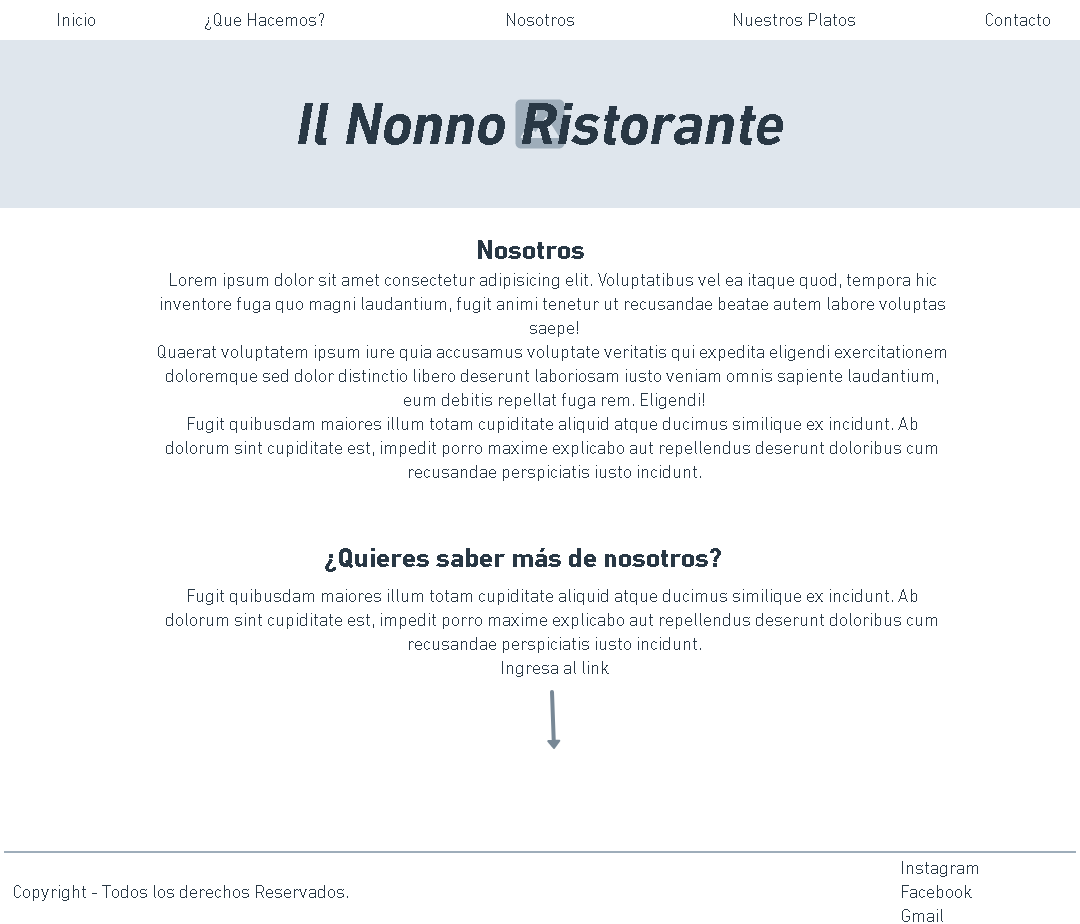 Inicio ¿Que Hacemos? Nosotros Nuestros Platos Contacto
Il Nonno Ristorante
Nosotros
Lorem ipsum dolor sit amet consectetur adipisicing elit. Voluptatibus vel ea itaque quod, tempora hic
inventore fuga quo magni laudantium, fugit animi tenetur ut recusandae beatae autem labore voluptas
saepe!
Quaerat voluptatem ipsum iure quia accusamus voluptate veritatis qui expedita eligendi exercitationem
doloremque sed dolor distinctio libero deserunt laboriosam iusto veniam omnis sapiente laudantium,
eum debitis repellat fuga rem. Eligendi!
Fugit quibusdam maiores illum totam cupiditate aliquid atque ducimus similique ex incidunt. Ab
dolorum sint cupiditate est, impedit porro maxime explicabo aut repellendus deserunt doloribus cum
recusandae perspiciatis iusto incidunt.
¿Quieres saber más de nosotros?
Fugit quibusdam maiores illum totam cupiditate aliquid atque ducimus similique ex incidunt. Ab
dolorum sint cupiditate est, impedit porro maxime explicabo aut repellendus deserunt doloribus cum
recusandae perspiciatis iusto incidunt.
Ingresa al link
Instagram
Copyright - Todos los derechos Reservados. Facebook
Gmail